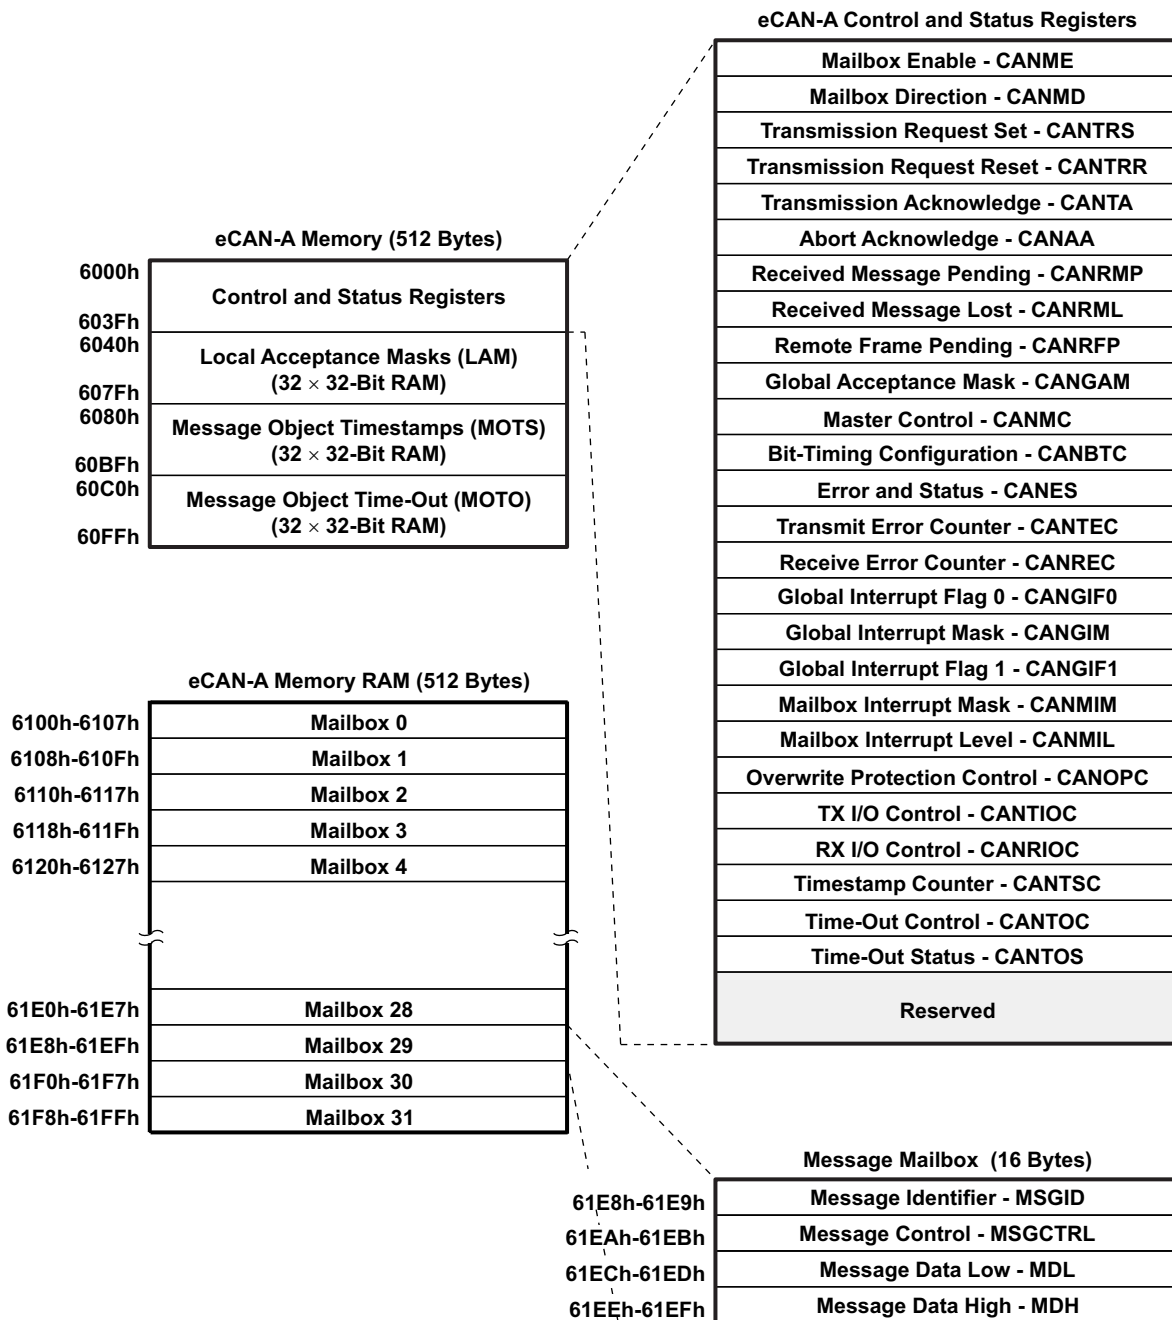 eCAN-A Control and Status Registers
Mailbox Enable - CANME
Mailbox Direction - CANMD
Transmission Request Set - CANTRS
Transmission Request Reset - CANTRR
Transmission Acknowledge - CANTA
Abort Acknowledge - CANAA
Received Message Pending - CANRMP
Received Message Lost - CANRML
Remote Frame Pending - CANRFP
Global Acceptance Mask - CANGAM
Master Control - CANMC
Bit-Timing Configuration - CANBTC
Error and Status - CANES
Transmit Error Counter - CANTEC
Receive Error Counter - CANREC
Global Interrupt Flag 0 - CANGIF0
Global Interrupt Mask - CANGIM
Global Interrupt Flag 1 - CANGIF1
Mailbox Interrupt Mask - CANMIM
Mailbox Interrupt Level - CANMIL
Overwrite Protection Control - CANOPC
TX I/O Control - CANTIOC
RX I/O Control - CANRIOC
Timestamp Counter - CANTSC
Time-Out Control - CANTOC
Time-Out Status - CANTOS
Reserved
eCAN-A Memory (512 Bytes)
6000h
Control and Status Registers
603Fh
6040h
Local Acceptance Masks (LAM)
(32 × 32-Bit RAM)
607Fh
6080h
Message Object Timestamps (MOTS)
(32 × 32-Bit RAM)
60BFh
60C0h
Message Object Time-Out (MOTO)
(32 × 32-Bit RAM)
60FFh
eCAN-A Memory RAM (512 Bytes)
6100h-6107h Mailbox 0
6108h-610Fh Mailbox 1
6110h-6117h Mailbox 2
6118h-611Fh Mailbox 3
6120h-6127h Mailbox 4
61E0h-61E7h Mailbox 28
61E8h-61EFh Mailbox 29
61F0h-61F7h Mailbox 30
61F8h-61FFh Mailbox 31
Message Mailbox (16 Bytes)
61E8h-61E9h Message Identifier - MSGID
61EAh-61EBh Message Control - MSGCTRL
61ECh-61EDh Message Data Low - MDL
61EEh-61EFh Message Data High - MDH